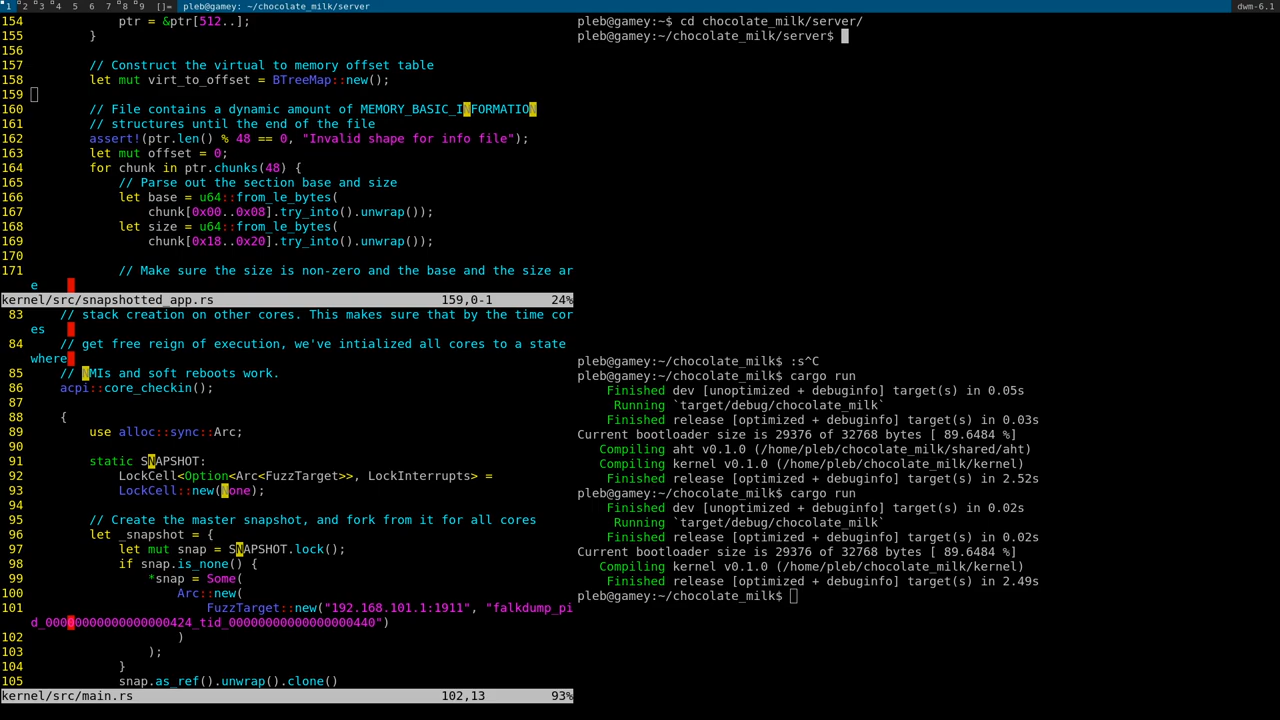 1 2 3 4 5 6 7 8 9 []= pleb@gamey: ~/chocolate_milk/server dwm-6.1
154             ptr = &ptr[512..];
155         }
156
157         // Construct the virtual to memory offset table
158         let mut virt_to_offset = BTreeMap::new();
159
160         // File contains a dynamic amount of MEMORY_BASIC_INFORMATION
161         // structures until the end of the file
162         assert!(ptr.len() % 48 == 0, "Invalid shape for info file");
163         let mut offset = 0;
164         for chunk in ptr.chunks(48) {
165             // Parse out the section base and size
166             let base = u64::from_le_bytes(
167                 chunk[0x00..0x08].try_into().unwrap());
168             let size = u64::from_le_bytes(
169                 chunk[0x18..0x20].try_into().unwrap());
170
171             // Make sure the size is non-zero and the base and the size ar
e
kernel/src/snapshotted_app.rs 159,0-1 24%
83     // stack creation on other cores. This makes sure that by the time cor
es
84     // get free reign of execution, we've intialized all cores to a state
where
85     // NMIs and soft reboots work.
86     acpi::core_checkin();
87
88     {
89         use alloc::sync::Arc;
90
91         static SNAPSHOT:
92             LockCell<Option<Arc<FuzzTarget>>, LockInterrupts> =
93             LockCell::new(None);
94
95         // Create the master snapshot, and fork from it for all cores
96         let _snapshot = {
97             let mut snap = SNAPSHOT.lock();
98             if snap.is_none() {
99                 *snap = Some(
100                     Arc::new(
101                         FuzzTarget::new("192.168.101.1:1911", "falkdump_pi
d_00000000000000000424_tid_00000000000000000440")
102                     )
103                 );
104             }
105             snap.as_ref().unwrap().clone()
kernel/src/main.rs 102,13 93%
pleb@gamey:~$ cd chocolate_milk/server/
pleb@gamey:~/chocolate_milk/server$
pleb@gamey:~/chocolate_milk$ :s^C
pleb@gamey:~/chocolate_milk$ cargo run
Finished dev [unoptimized + debuginfo] target(s) in 0.05s
Running `target/debug/chocolate_milk`
Finished release [optimized + debuginfo] target(s) in 0.03s
Current bootloader size is 29376 of 32768 bytes [ 89.6484 %]
Compiling aht v0.1.0 (/home/pleb/chocolate_milk/shared/aht)
Compiling kernel v0.1.0 (/home/pleb/chocolate_milk/kernel)
Finished release [optimized + debuginfo] target(s) in 2.52s
pleb@gamey:~/chocolate_milk$ cargo run
Finished dev [unoptimized + debuginfo] target(s) in 0.02s
Running `target/debug/chocolate_milk`
Finished release [optimized + debuginfo] target(s) in 0.02s
Current bootloader size is 29376 of 32768 bytes [ 89.6484 %]
Compiling kernel v0.1.0 (/home/pleb/chocolate_milk/kernel)
Finished release [optimized + debuginfo] target(s) in 2.49s
pleb@gamey:~/chocolate_milk$